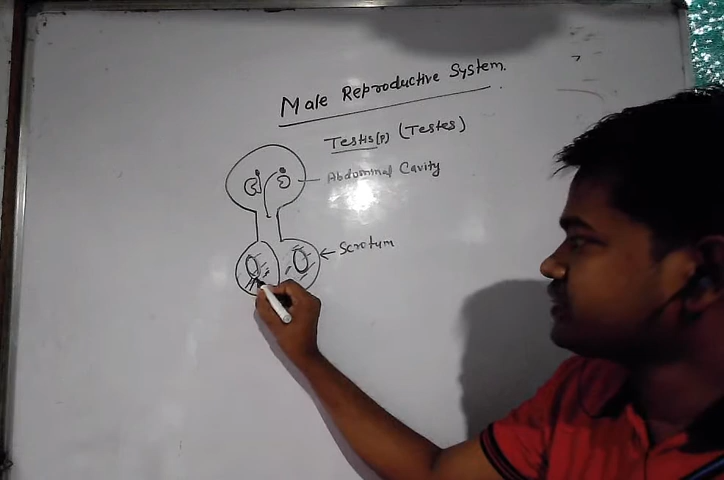 Male Reproductive System.
Testis(P) (Testes)
Abdominal Cavity
Scrotum